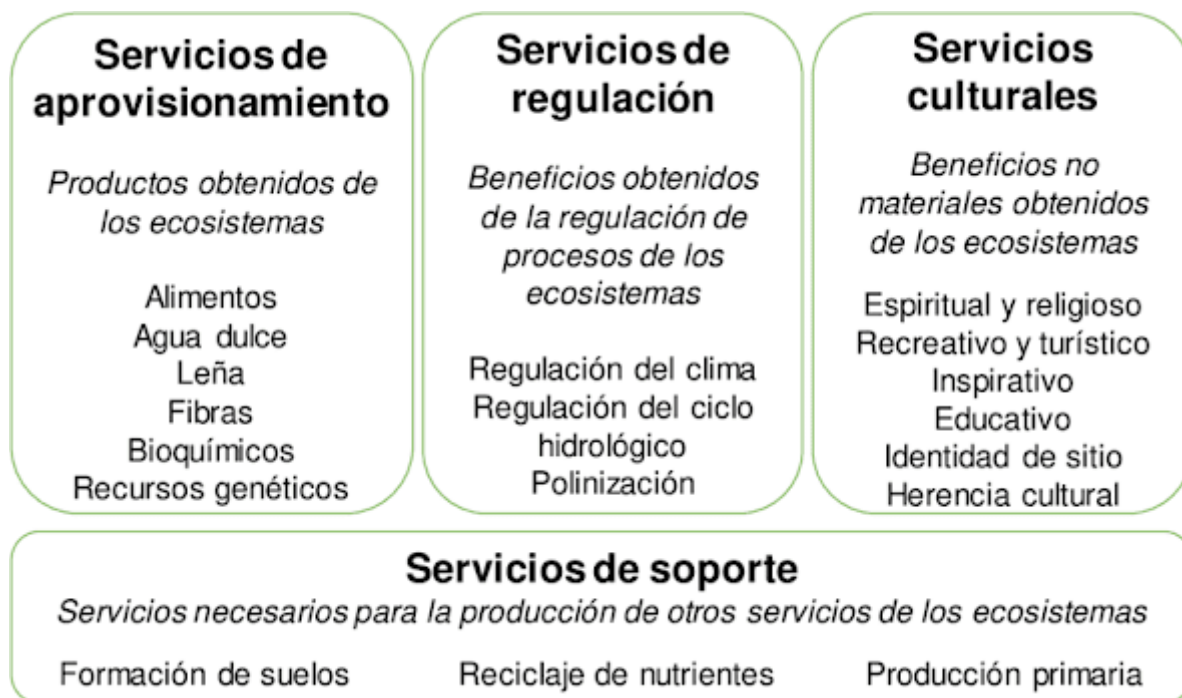 Servicios de
aprovisionamiento
Productos obtenidos de
los ecosistemas
Alimentos
Agua dulce
Leña
Fibras
Bioquímicos
Recursos genéticos
Servicios de
regulación
Beneficios obtenidos
de la regulación de
procesos de los
ecosistemas
Regulación del clima
Regulación del ciclo
hidrológico
Polinización
Servicios
culturales
Beneficios no
materiales obtenidos
de los ecosistemas
Espiritual y religioso
Recreativo y turístico
Inspirativo
Educativo
Identidad de sitio
Herencia cultural
Servicios de soporte
Servicios necesarios para la producción de otros servicios de los ecosistemas
Formación de suelos Reciclaje de nutrientes Producción primaria